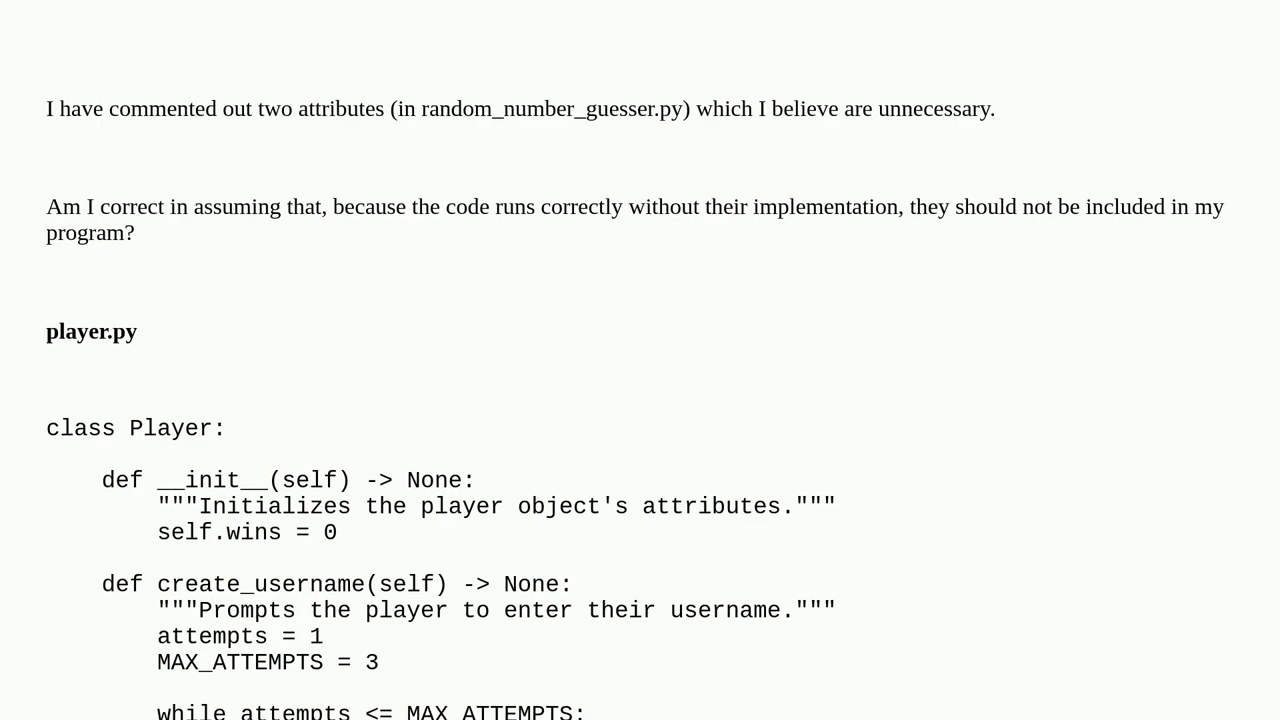 I have commented out two attributes (in random_number_guesser.py) which I believe are unnecessary.
Am I correct in assuming that, because the code runs correctly without their implementation, they should not be included in my
program?
player.py
class Player:
    def __init__(self) -> None:
        """Initializes the player object's attributes."""
        self.wins = 0
    def create_username(self) -> None:
        """Prompts the player to enter their username."""
        attempts = 1
        MAX_ATTEMPTS = 3
        while attempts <= MAX_ATTEMPTS: